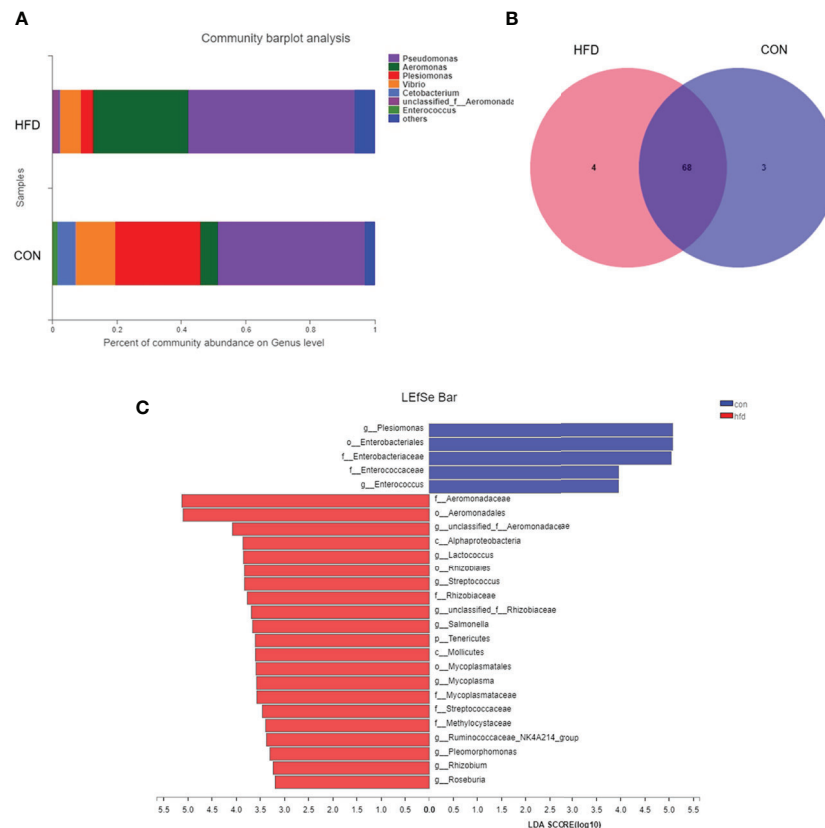 A
Community barplot analysis
Pseudomonas
Aeromonas
Plesiomonas
Vibrio
Cetobacterium
unclassified_f__Aeromonada
Enterococcus
others
HFD
CON
Samples
0 0.2 0.4 0.6 0.8 1
Percent of community abundance on Genus level
B
HFD CON
4 68 3
C
LEfSe Bar
con
hfd
g__Plesiomonas
o__Enterobacteriales
f__Enterobacteriaceae
f__Enterococcaceae
g__Enterococcus
f__Aeromonadaceae
o__Aeromonadales
g__unclassified_f__Aeromonadaceae
c__Alphaproteobacteria
g__Lactococcus
o__Rhizobiales
g__Streptococcus
f__Rhizobiaceae
g__unclassified_f__Rhizobiaceae
g__Salmonella
p__Tenericutes
c__Mollicutes
o__Mycoplasmatales
g__Mycoplasma
f__Mycoplasmataceae
f__Streptococcaceae
f__Methylocystaceae
g__Ruminococcaceae_NK4A214_group
g__Pleomorphomonas
g__Rhizobium
g__Roseburia
5.5 5.0 4.5 4.0 3.5 3.0 2.5 2.0 1.5 1.0 0.5 0.0 0.5 1.0 1.5 2.0 2.5 3.0 3.5 4.0 4.5 5.0 5.5
LDA SCORE(log10)